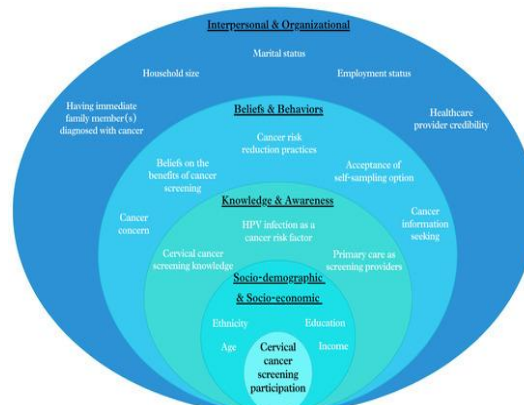 Interpersonal & Organizational
Marital status
Household size
Employment status
Having immediate
family member(s)
diagnosed with cancer
Healthcare
provider credibility
Beliefs & Behaviors
Cancer risk
reduction practices
Beliefs on the
benefits of cancer
screening
Acceptance of
self-sampling option
Cancer
concern
Cancer
information
seeking
Knowledge & Awareness
HPV infection as a
cancer risk factor
Cervical cancer
screening knowledge
Primary care as
screening providers
Socio-demographic
& Socio-economic
Ethnicity
Education
Age
Income
Cervical
cancer
screening
participation